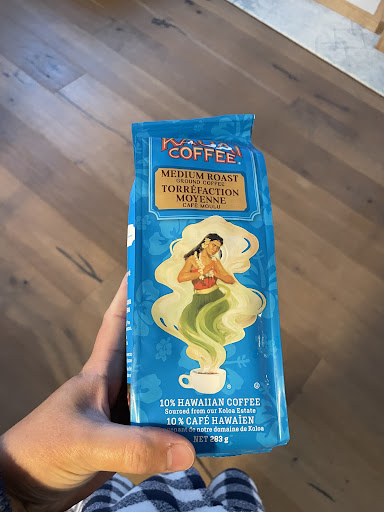 KAUAI
COFFEE
MEDIUM ROAST
GROUND COFFEE
TORRÉFACTION
MOYENNE
CAFÉ MOULU
10% HAWAIIAN COFFEE
Sourced from our Koloa Estate
10% CAFÉ HAWAÏEN
de notre domaine de Koloa
NET 283 g